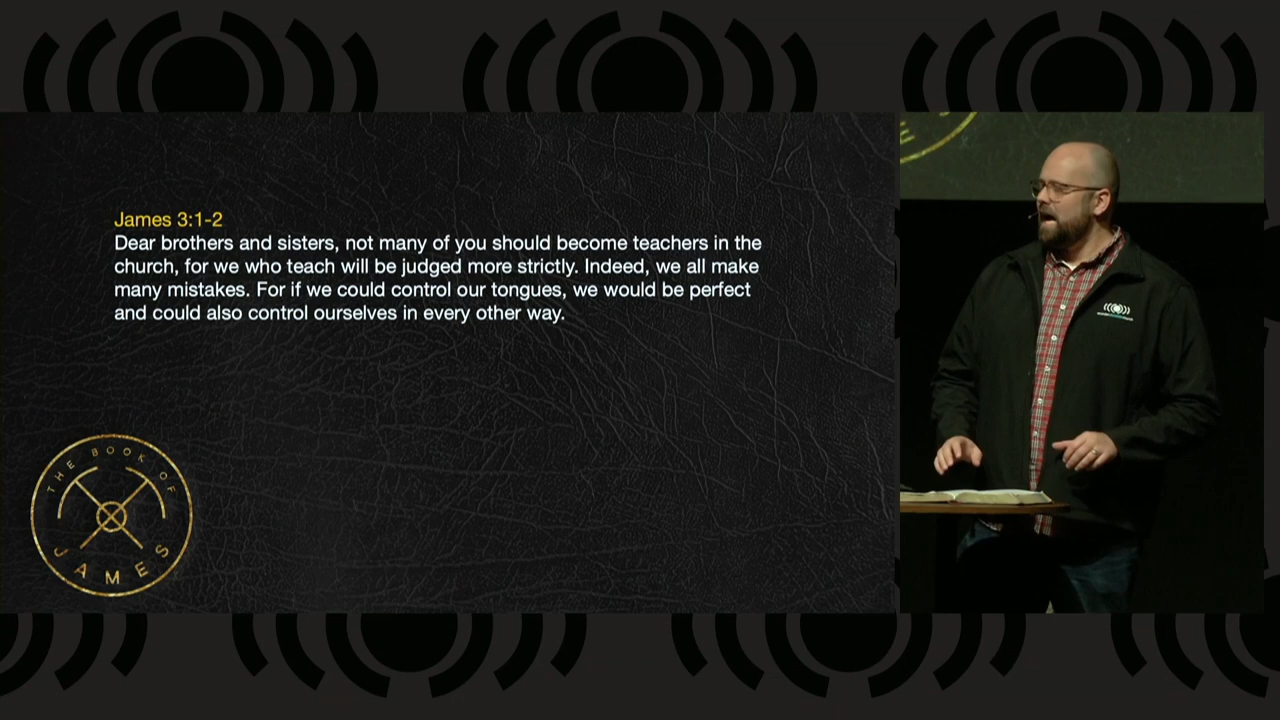 James 3:1-2
Dear brothers and sisters, not many of you should become teachers in the
church, for we who teach will be judged more strictly. Indeed, we all make
many mistakes. For if we could control our tongues, we would be perfect
and could also control ourselves in every other way.
THE BOOK OF
JAMES